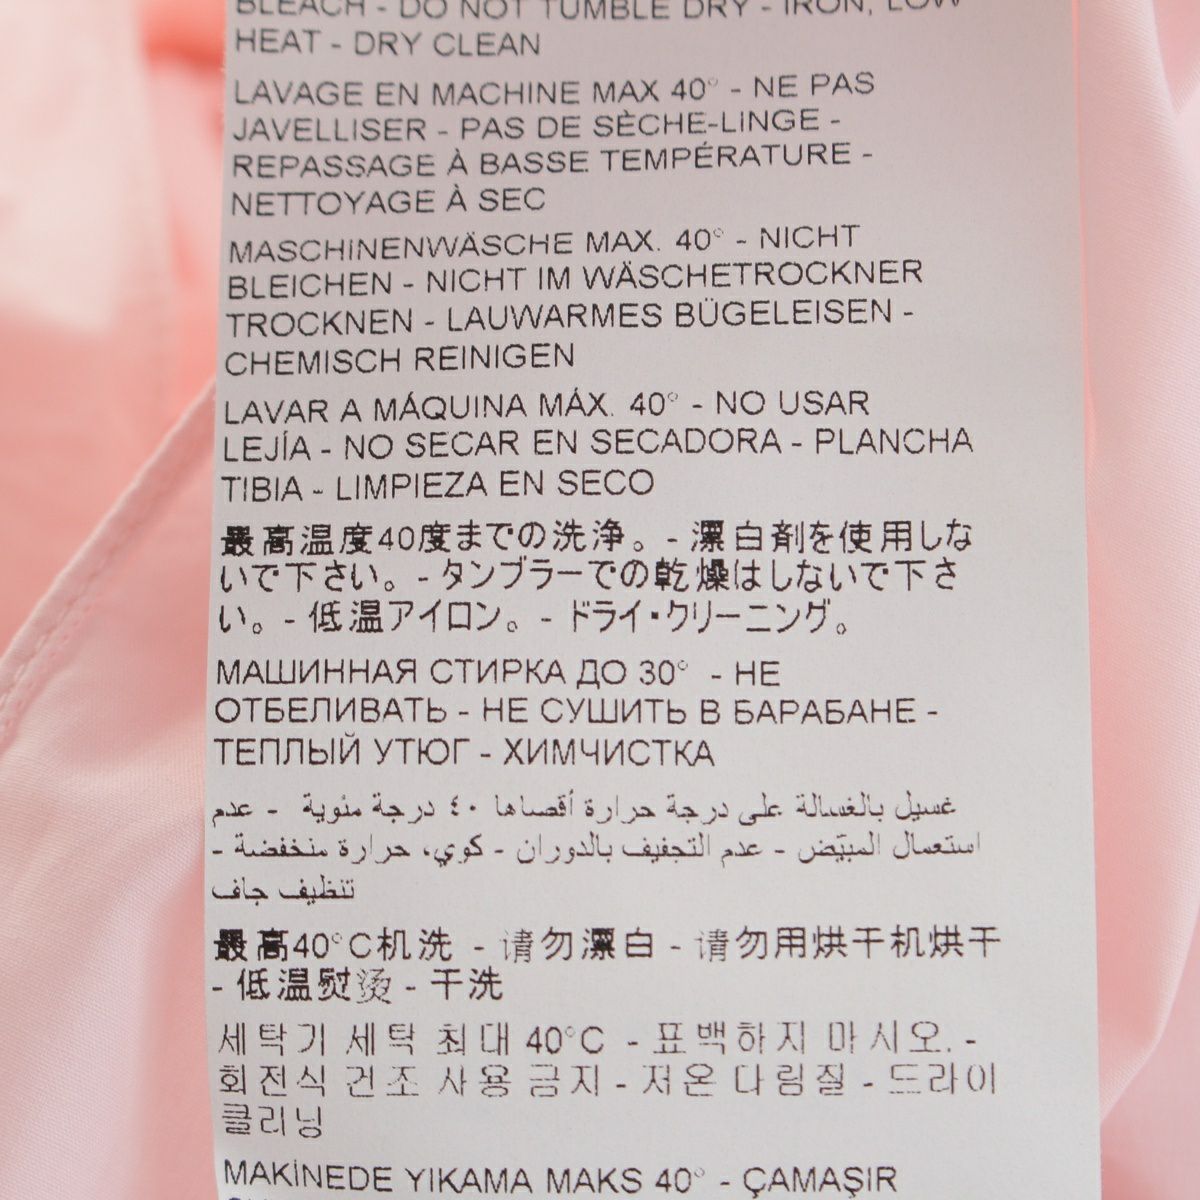 BLEACH - DO NOT TUMBLE DRY - IRON, LOW
HEAT - DRY CLEAN
LAVAGE EN MACHINE MAX 40° - NE PAS
JAVELLISER - PAS DE SÈCHE-LINGE -
REPASSAGE À BASSE TEMPÉRATURE -
NETTOYAGE À SEC
MASCHİNENWÄSCHE MAX. 40° - NICHT
BLEICHEN - NICHT IM WÄSCHETROCKNER
TROCKNEN - LAUWARMES BÜGELEISEN -
CHEMISCH REINIGEN
LAVAR A MÁQUINA MÁX. 40° - NO USAR
LEJÍA - NO SECAR EN SECADORA - PLANCHA
TIBIA - LIMPIEZA EN SECO
最高温度40度までの洗浄。- 漂白剤を使用しな
いで下さい。- タンブラーでの乾燥はしないで下さ
い。- 低温アイロン。- ドライ・クリーニング。
МАШИННАЯ СТИРКА ДО 30° - НЕ
ОТБЕЛИВАТЬ - НЕ СУШИТЬ В БАРАБАНЕ -
ТЕПЛЫЙ УТЮГ - ХИМЧИСТКА
غسيل بالغسالة على درجة حرارة أقصاها ٤٠ درجة مئوية - عدم
استعمال المبيّض - عدم التجفيف بالدوران - كوي، حرارة منخفضة -
تنظيف جاف
最高40°C机洗 - 请勿漂白 - 请勿用烘干机烘干
- 低温熨烫 - 干洗
세탁기 세탁 최대 40°C - 표백하지 마시오. -
회전식 건조 사용 금지 - 저온 다림질 - 드라이
클리닝
MAKİNEDE YIKAMA MAKS 40° - ÇAMAŞIR